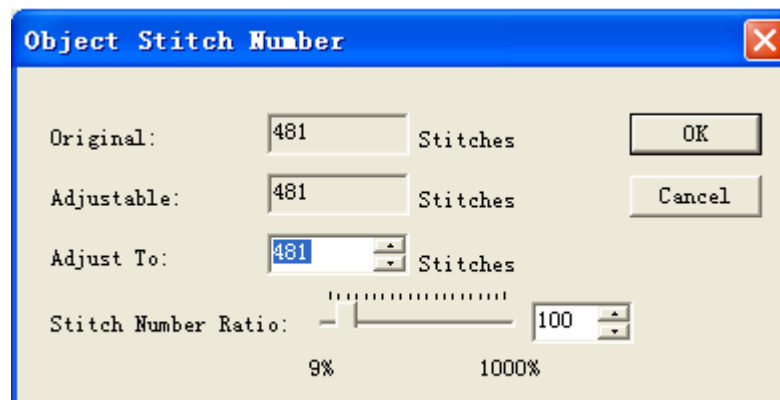 Object Stitch Number
Original: 481 Stitches OK
Adjustable: 481 Stitches Cancel
Adjust To: 481 Stitches
Stitch Number Ratio: 100
9% 1000%